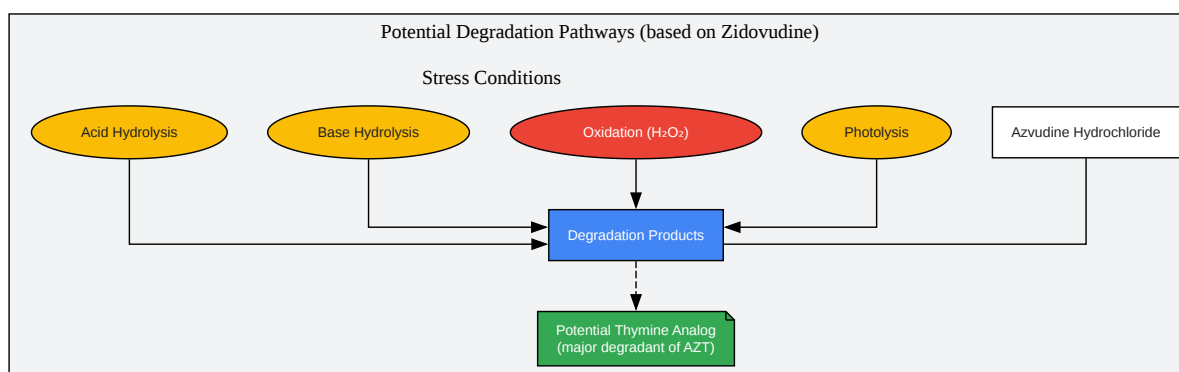 Potential Degradation Pathways (based on Zidovudine)
Stress Conditions
Acid Hydrolysis
Base Hydrolysis
Oxidation (H₂O₂)
Photolysis
Azvudine Hydrochloride
Degradation Products
Potential Thymine Analog
(major degradant of AZT)